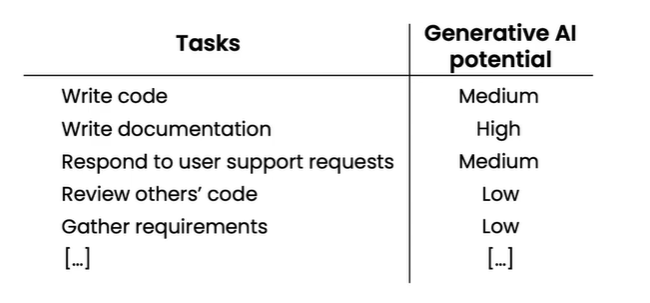 Tasks
Generative AI
potential
Write code Medium
Write documentation High
Respond to user support requests Medium
Review others’ code Low
Gather requirements Low
[...] [...]